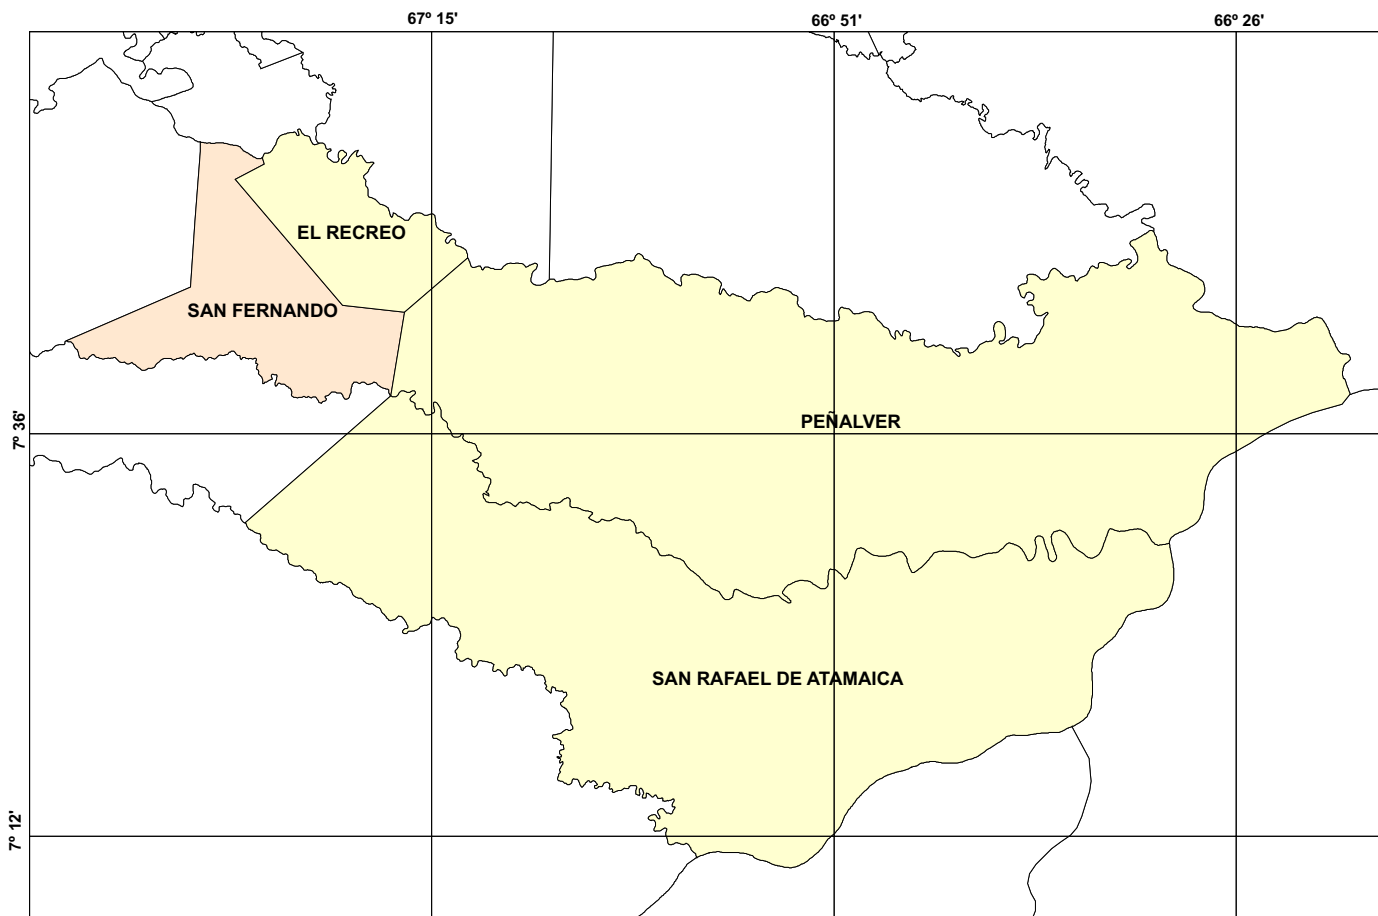 67º 15'
66º 51'
66º 26'
EL RECREO
SAN FERNANDO
7º 36'
PEÑALVER
SAN RAFAEL DE ATAMAICA
7º 12'